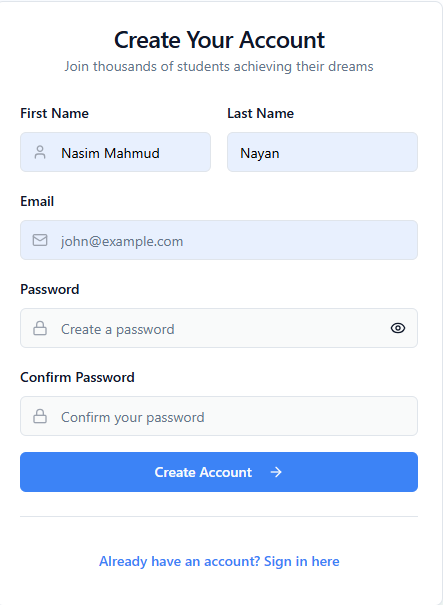 Create Your Account
Join thousands of students achieving their dreams
First Name Last Name
Nasim Mahmud Nayan
Email
john@example.com
Password
Create a password
Confirm Password
Confirm your password
Create Account
Already have an account? Sign in here